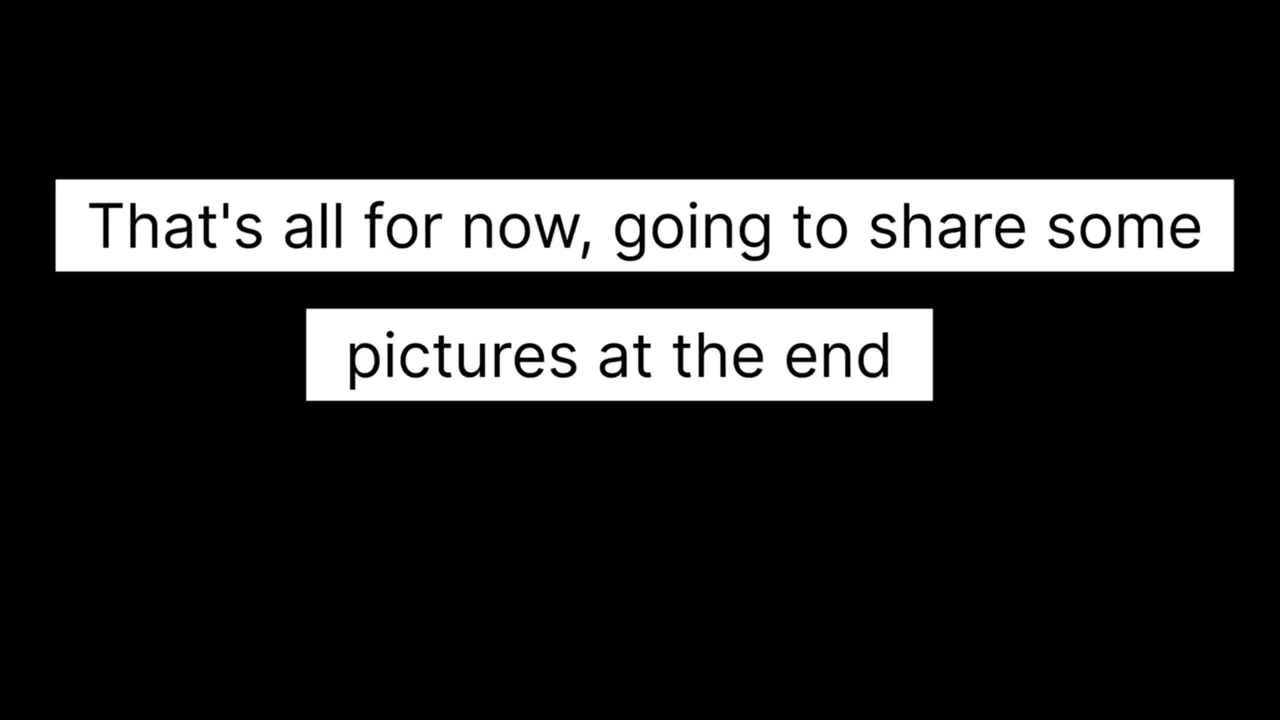 That's all for now, going to share some
pictures at the end